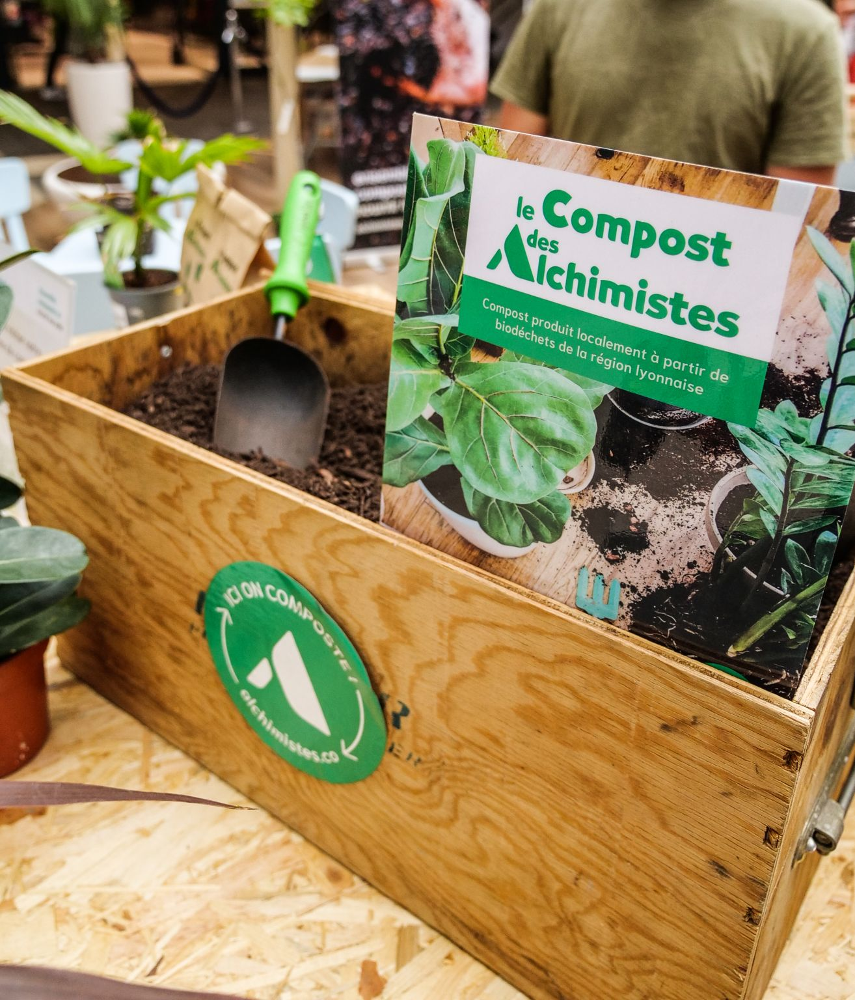 le Compost
des
Alchimistes
Compost produit localement à partir de
biodéchets de la région lyonnaise
ICI ON COMPOSTE !
alchimistes.co